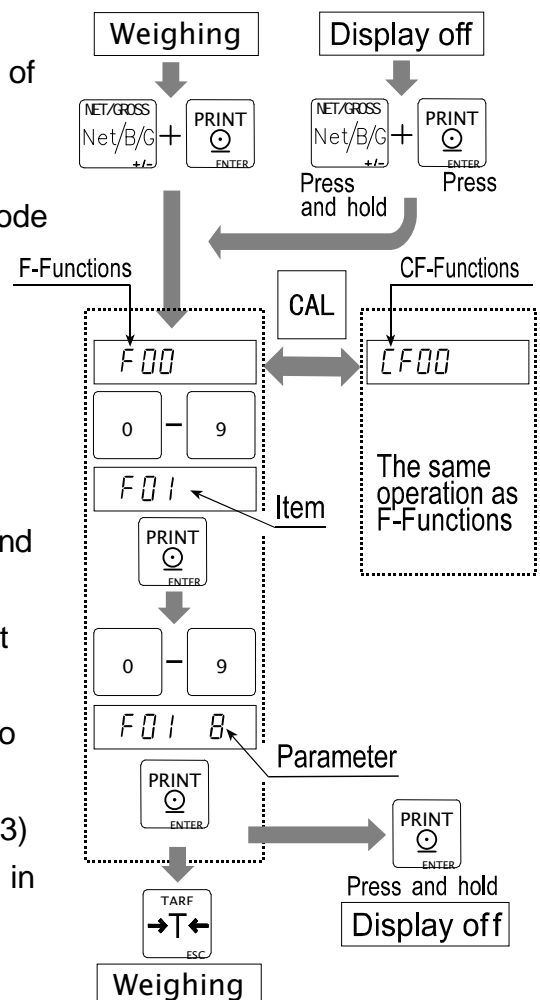 Weighing
Display off
of
NET/GROSS
Net/B/G
+/-
+
PRINT
ENTER
NET/GROSS
Net/B/G
+/-
+
PRINT
ENTER
Press and hold
Press
ode
F-Functions
CF-Functions
CAL
F00
CF00
0 – 9
The same
operation as
F-Functions
F01
Item
PRINT
ENTER
nd
t
0 – 9
o
F01 8
Parameter
PRINT
ENTER
3)
PRINT
ENTER
in
Press and hold
Display off
TARF
→T←
ESC
Weighing